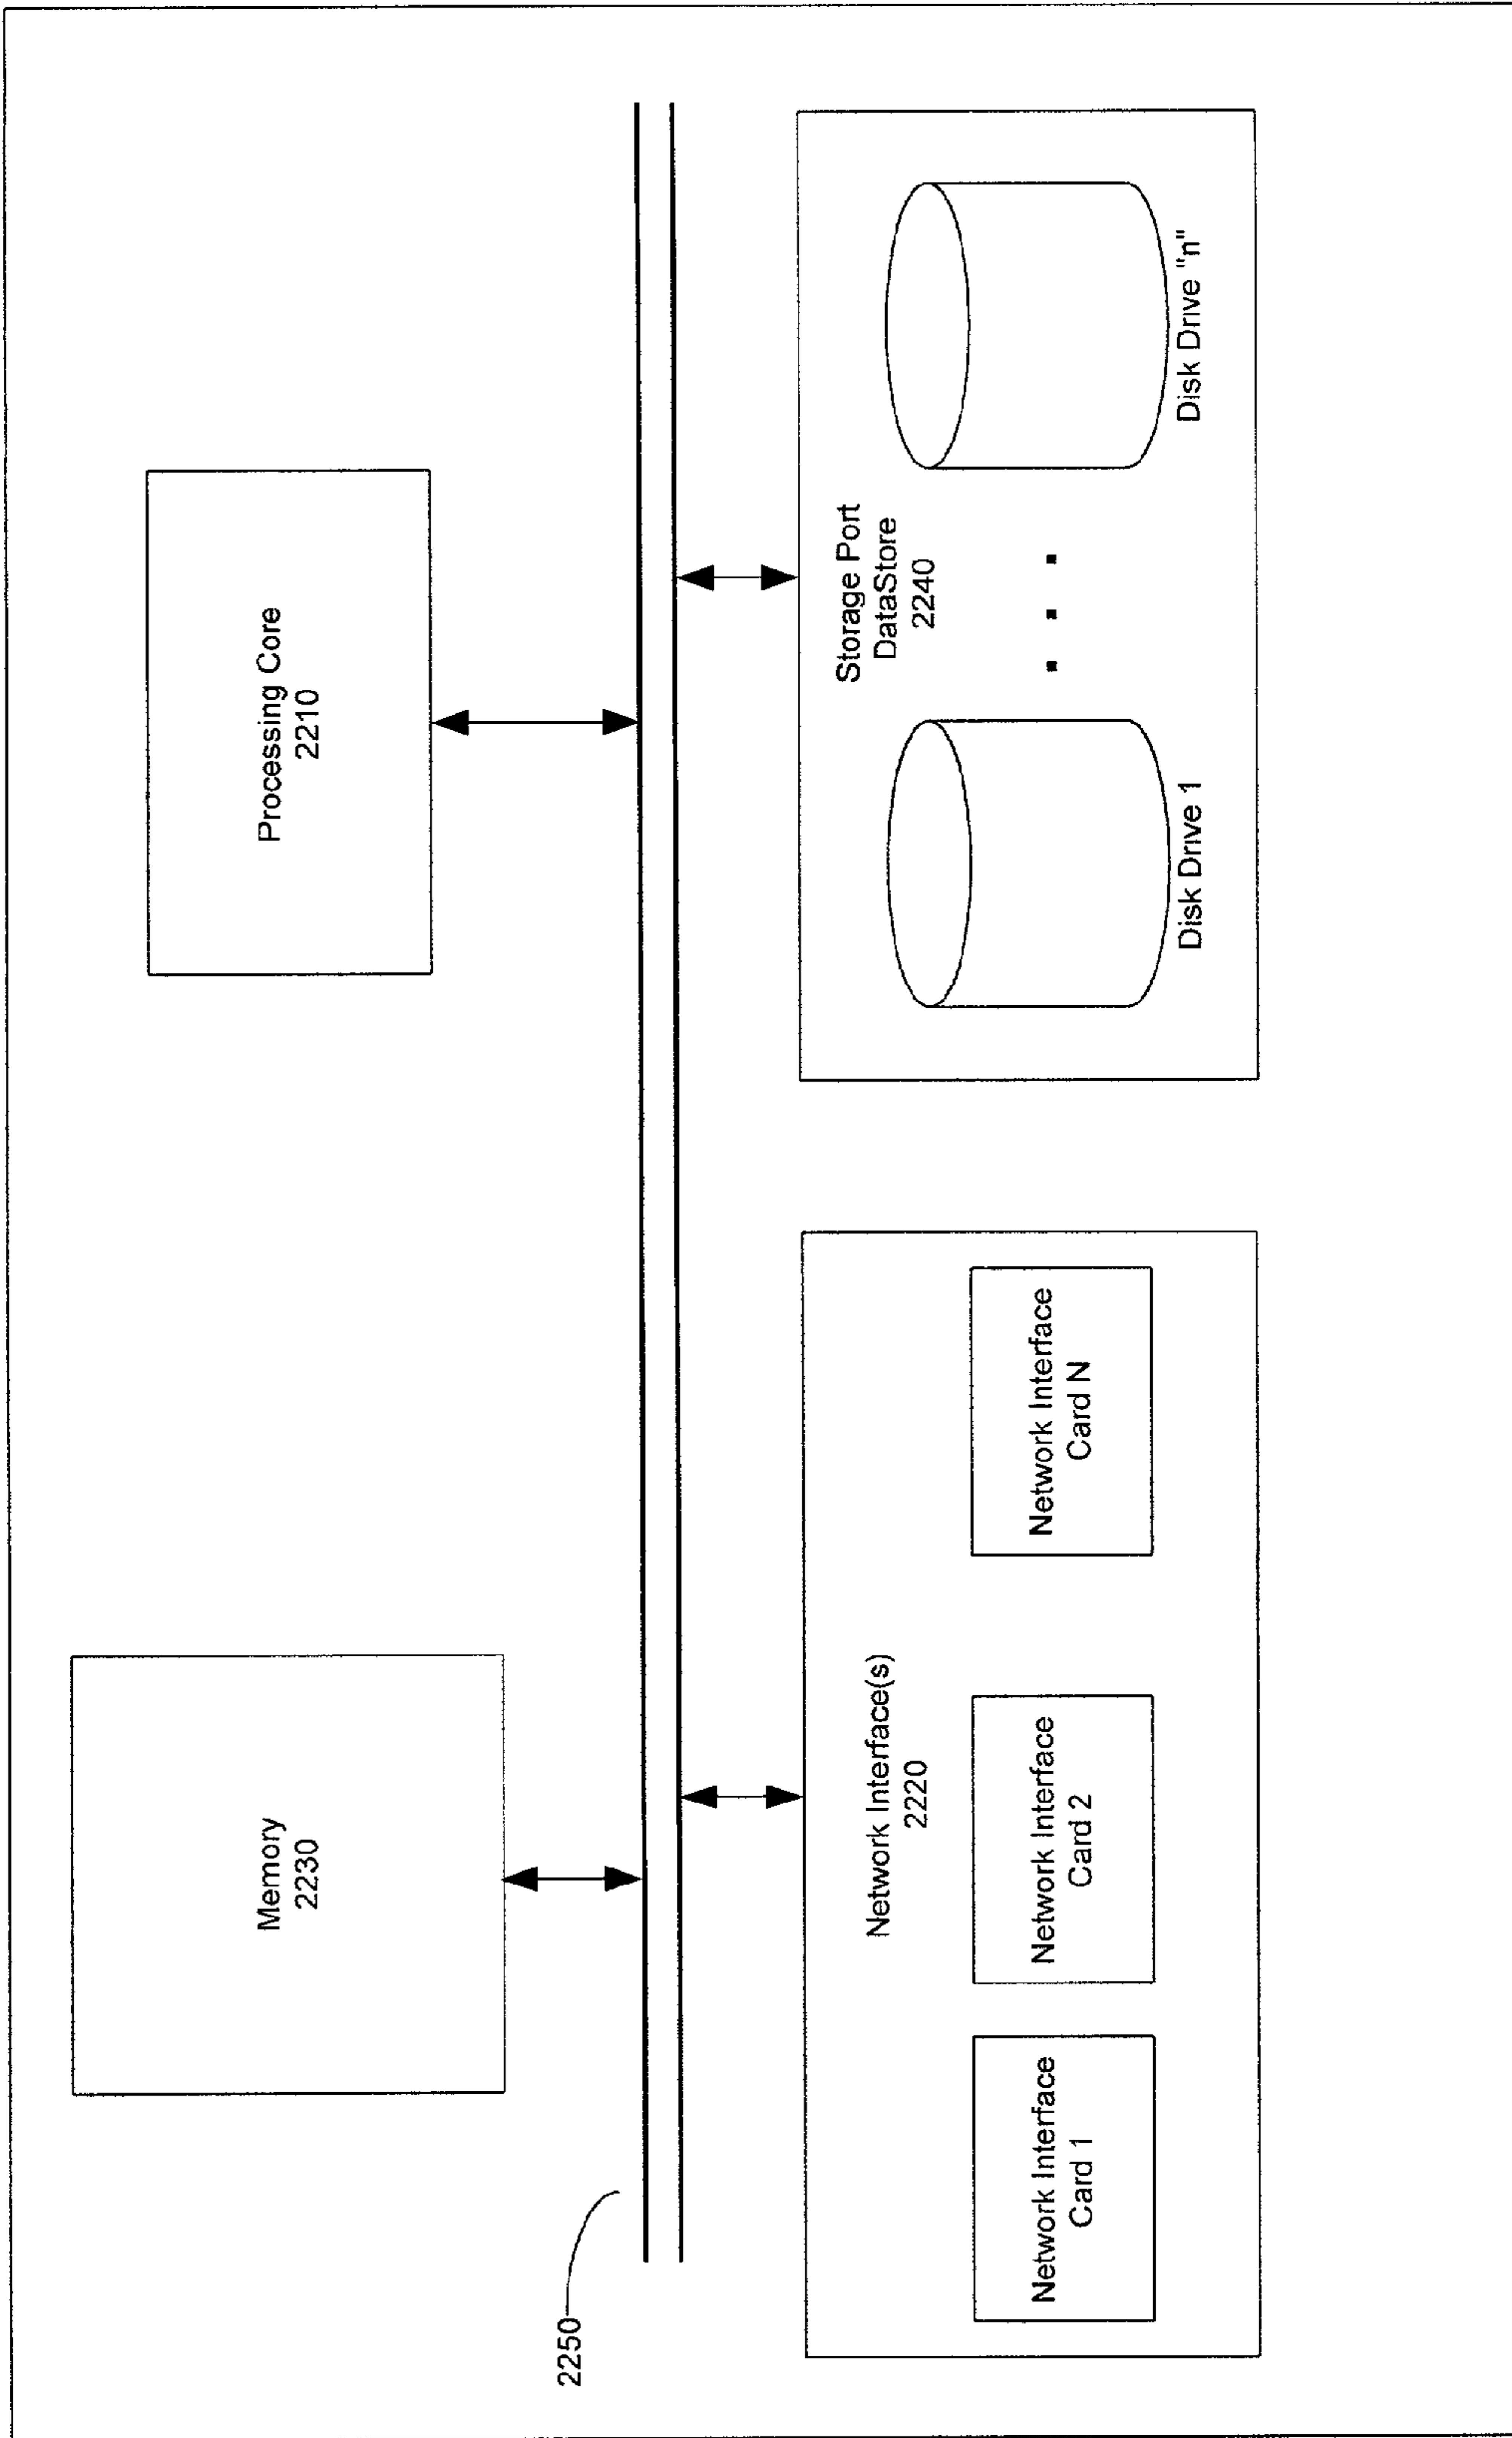 Memory
2230
Processing Core
2210
2250
Network Interface(s)
2220
Network Interface
Card 1
Network Interface
Card 2
Network Interface
Card N
Storage Port
DataStore
2240
Disk Drive 1
Disk Drive "n"